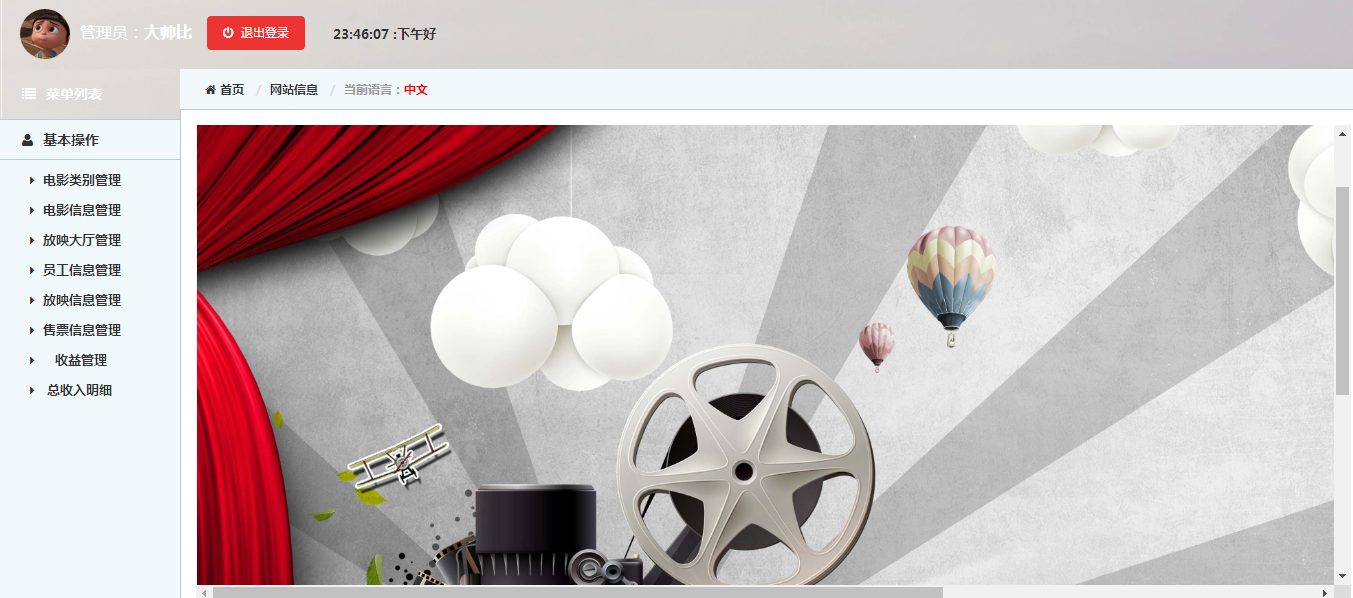 管理员：大帅比 退出登录 23:46:07 :下午好
菜单列表
首页 / 网站信息 / 当前语言：中文
基本操作
电影类别管理
电影信息管理
放映大厅管理
员工信息管理
放映信息管理
售票信息管理
收益管理
总收入明细